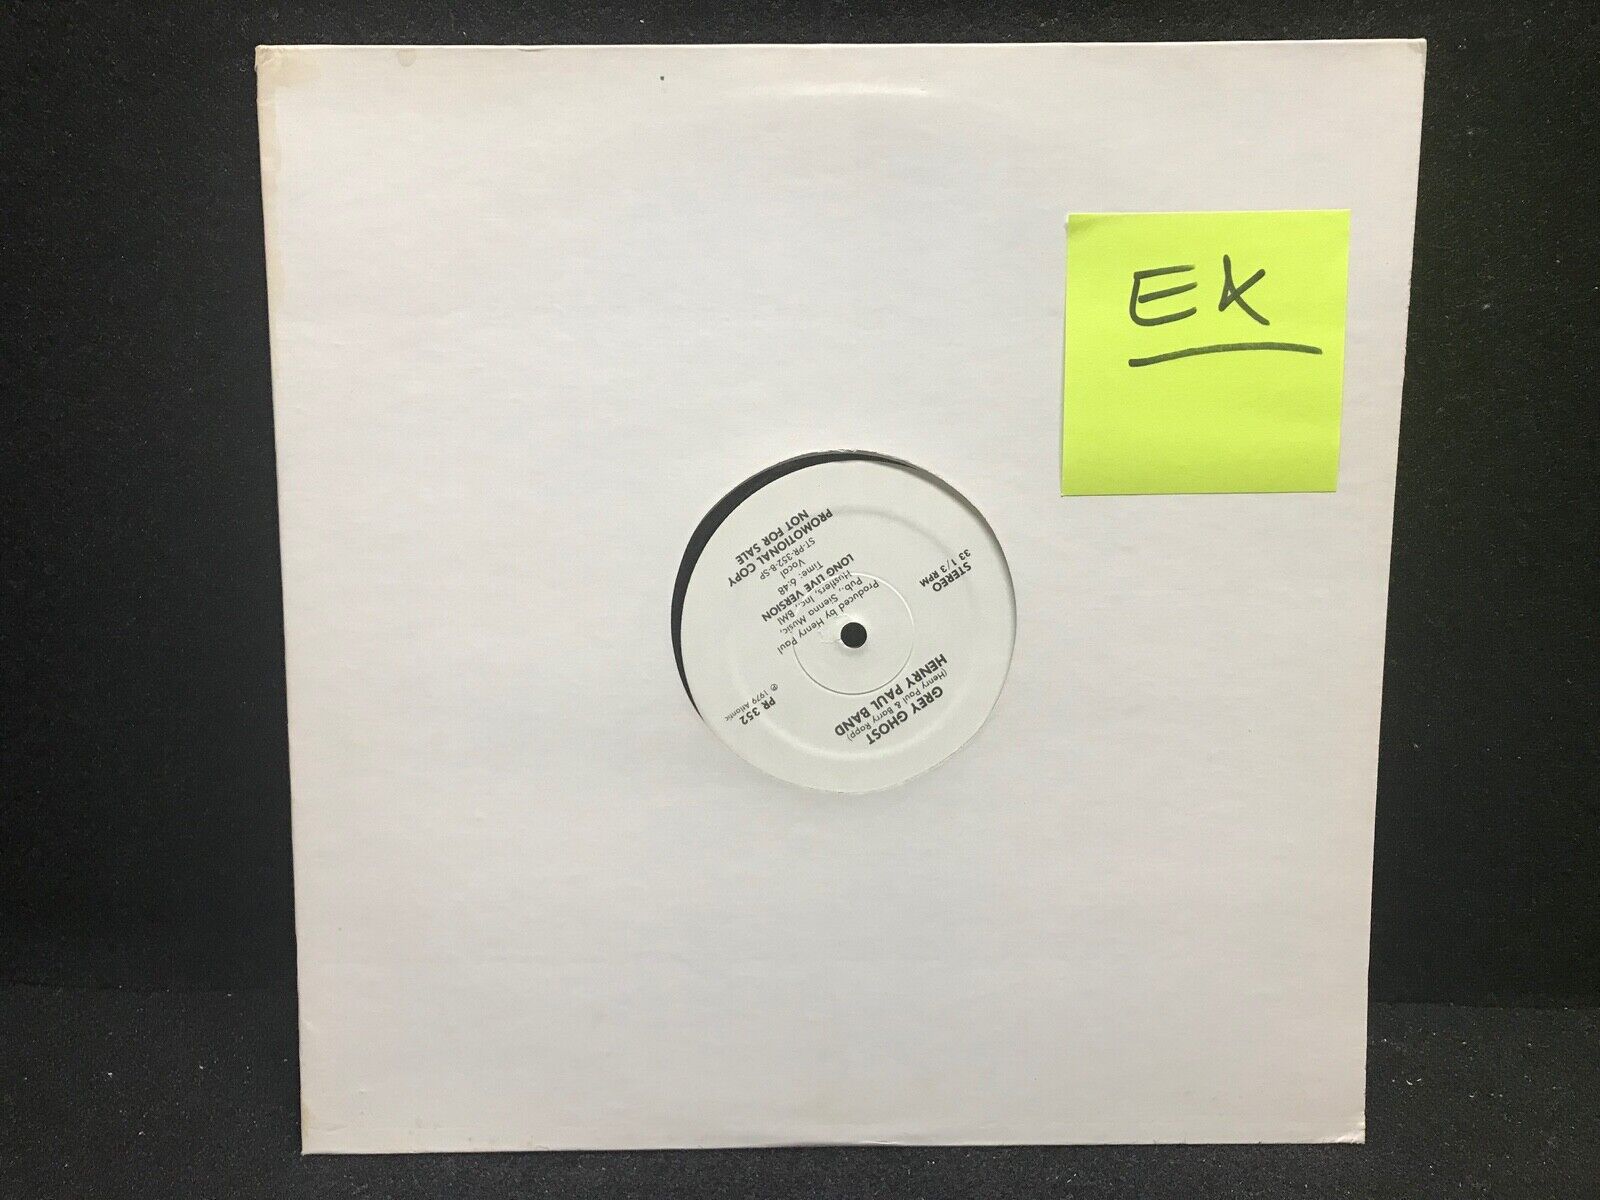 EK
STEREO
33 1/3 RPM
PROMOTIONAL COPY
NOT FOR SALE
ST-PR-352-B-SP
Vocal
Time: 6:48
LONG LIVE VERSION
Pub., Sienna Music,
Hustlers, Inc., BMI
Produced by Henry Paul
PR 352
℗ 1979 Atlantic
GREY GHOST
(Henry Paul & Barry Rapp)
HENRY PAUL BAND